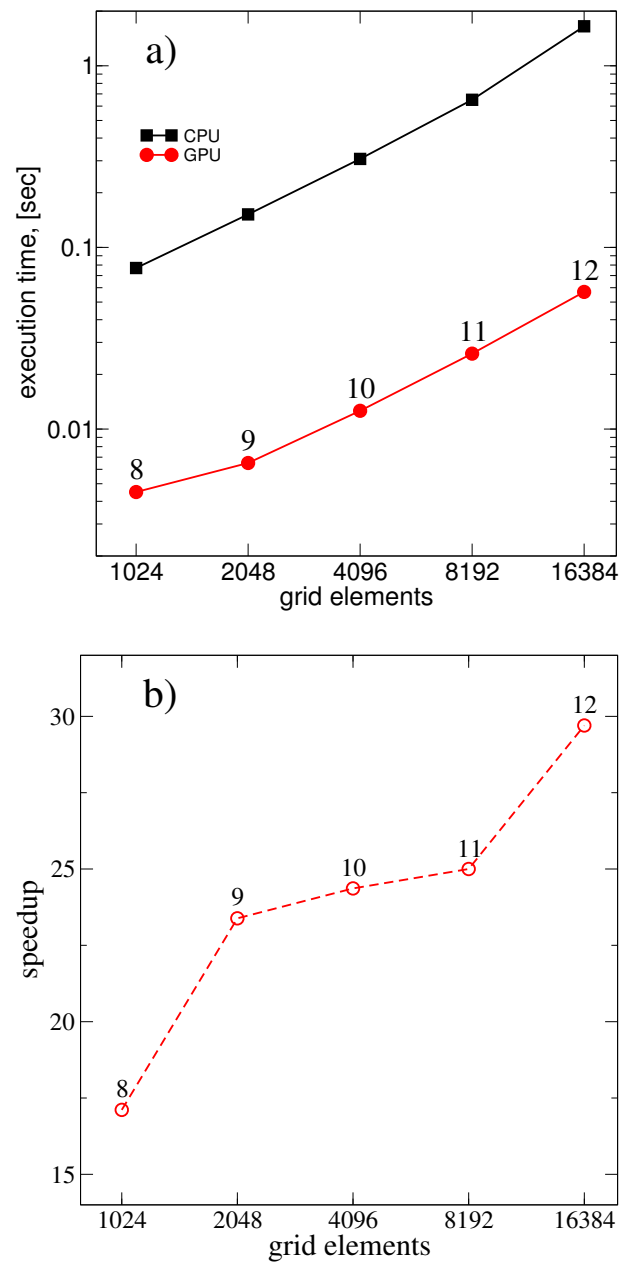 a)
1
CPU
GPU
execution time, [sec]
0.1
12
11
10
0.01
9
8
1024 2048 4096 8192 16384
grid elements
b)
30
12
25
11
10
9
speedup
20
8
15
1024 2048 4096 8192 16384
grid elements